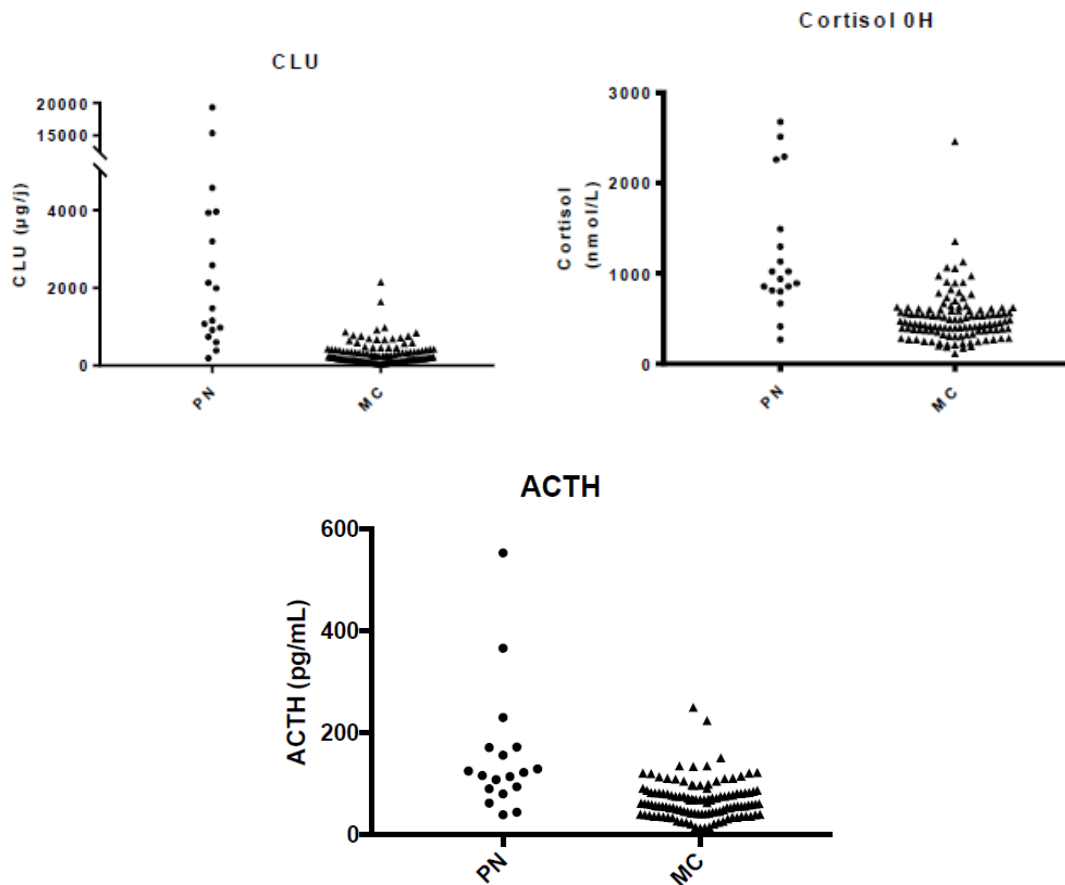 CLU
20000
15000
4000
2000
0
CLU (µg/j)
PN
MC
Cortisol 0H
3000
2000
1000
0
Cortisol
(nmol/L)
PN
MC
ACTH
600
400
200
0
ACTH (pg/mL)
PN
MC